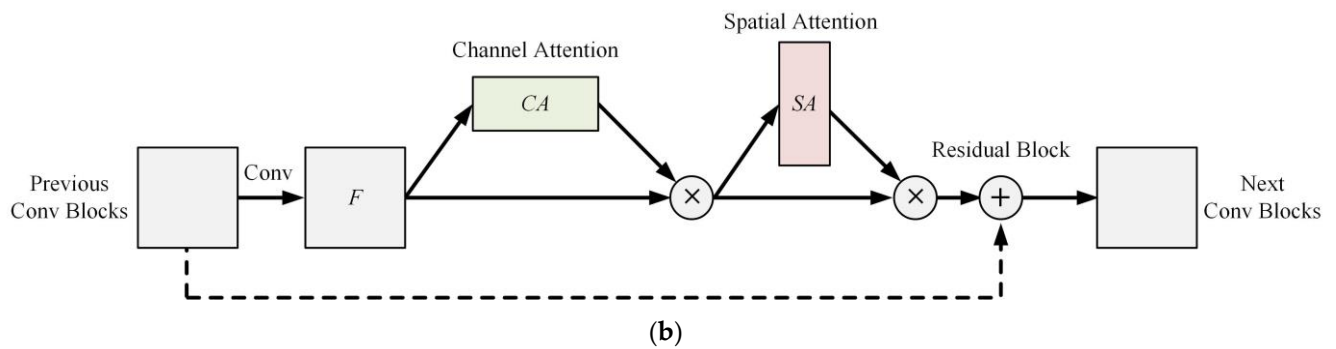 Spatial Attention
Channel Attention
CA
SA
Previous
Conv Blocks
Conv
F
×
×
Residual Block
+
Next
Conv Blocks
(b)